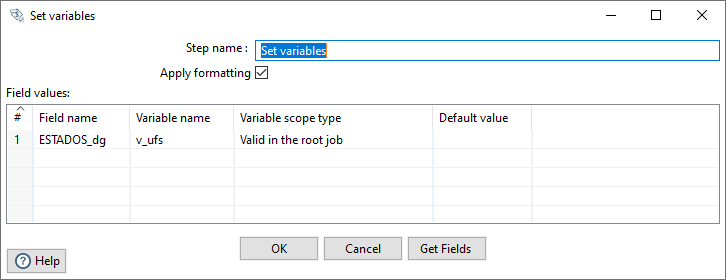 Set variables
Step name :
Set variables
Apply formatting
Field values:
# Field name Variable name Variable scope type Default value
1 ESTADOS_dg v_ufs Valid in the root job
OK Cancel Get Fields
Help